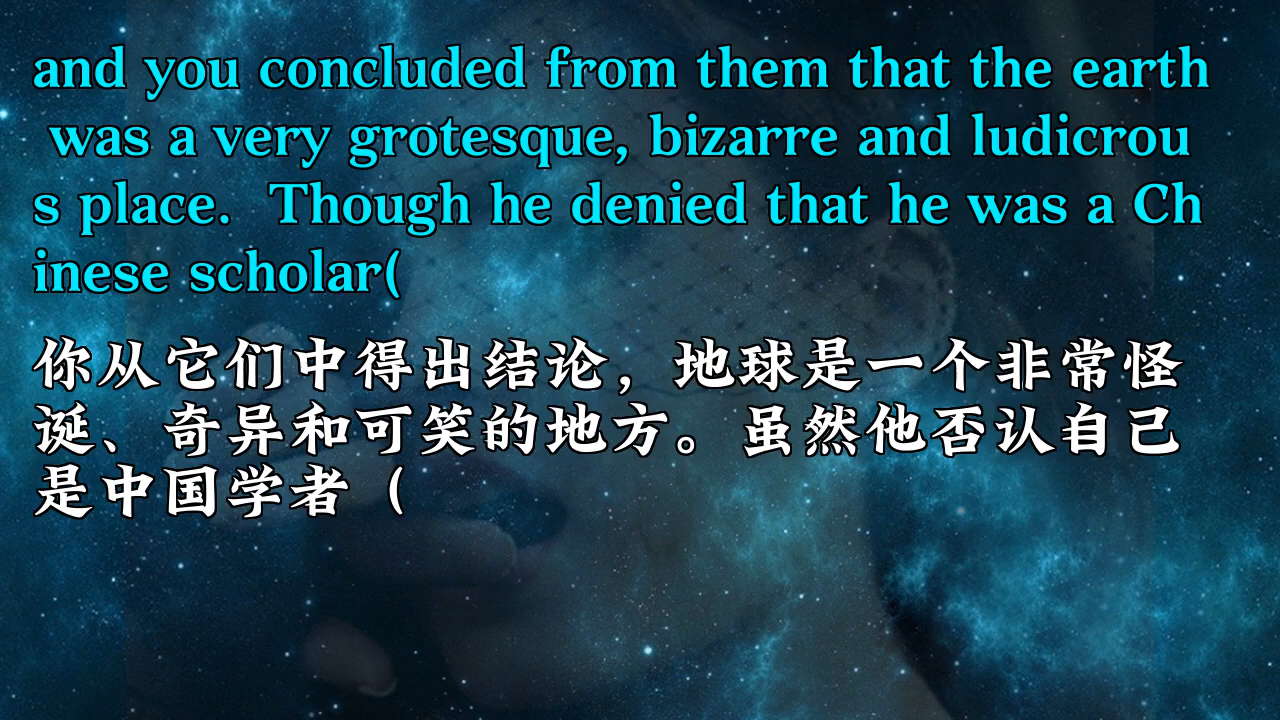 and you concluded from them that the earth
was a very grotesque, bizarre and ludicrou
s place.  Though he denied that he was a Ch
inese scholar(
你从它们中得出结论，地球是一个非常怪
诞、奇异和可笑的地方。虽然他否认自己
是中国学者（